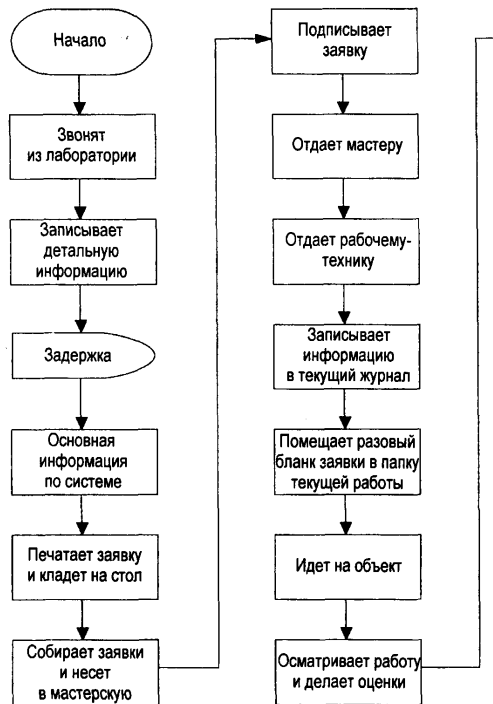 Начало
Звонят
из лаборатории
Записывает
детальную
информацию
Задержка
Основная
информация
по системе
Печатает заявку
и кладет на стол
Собирает заявки
и несет
в мастерскую
Подписывает
заявку
Отдает мастеру
Отдает рабочему-
технику
Записывает
информацию
в текущий журнал
Помещает разовый
бланк заявки в папку
текущей работы
Идет на объект
Осматривает работу
и делает оценки